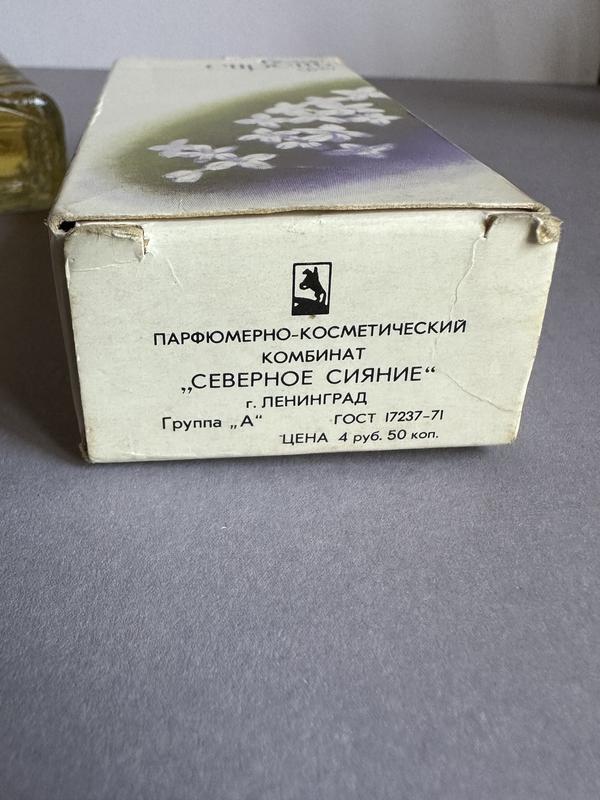 ПАРФЮМЕРНО-КОСМЕТИЧЕСКИЙ
КОМБИНАТ
„СЕВЕРНОЕ СИЯНИЕ“
г. ЛЕНИНГРАД
Группа „А“ ГОСТ 17237-71
ЦЕНА 4 руб. 50 коп.